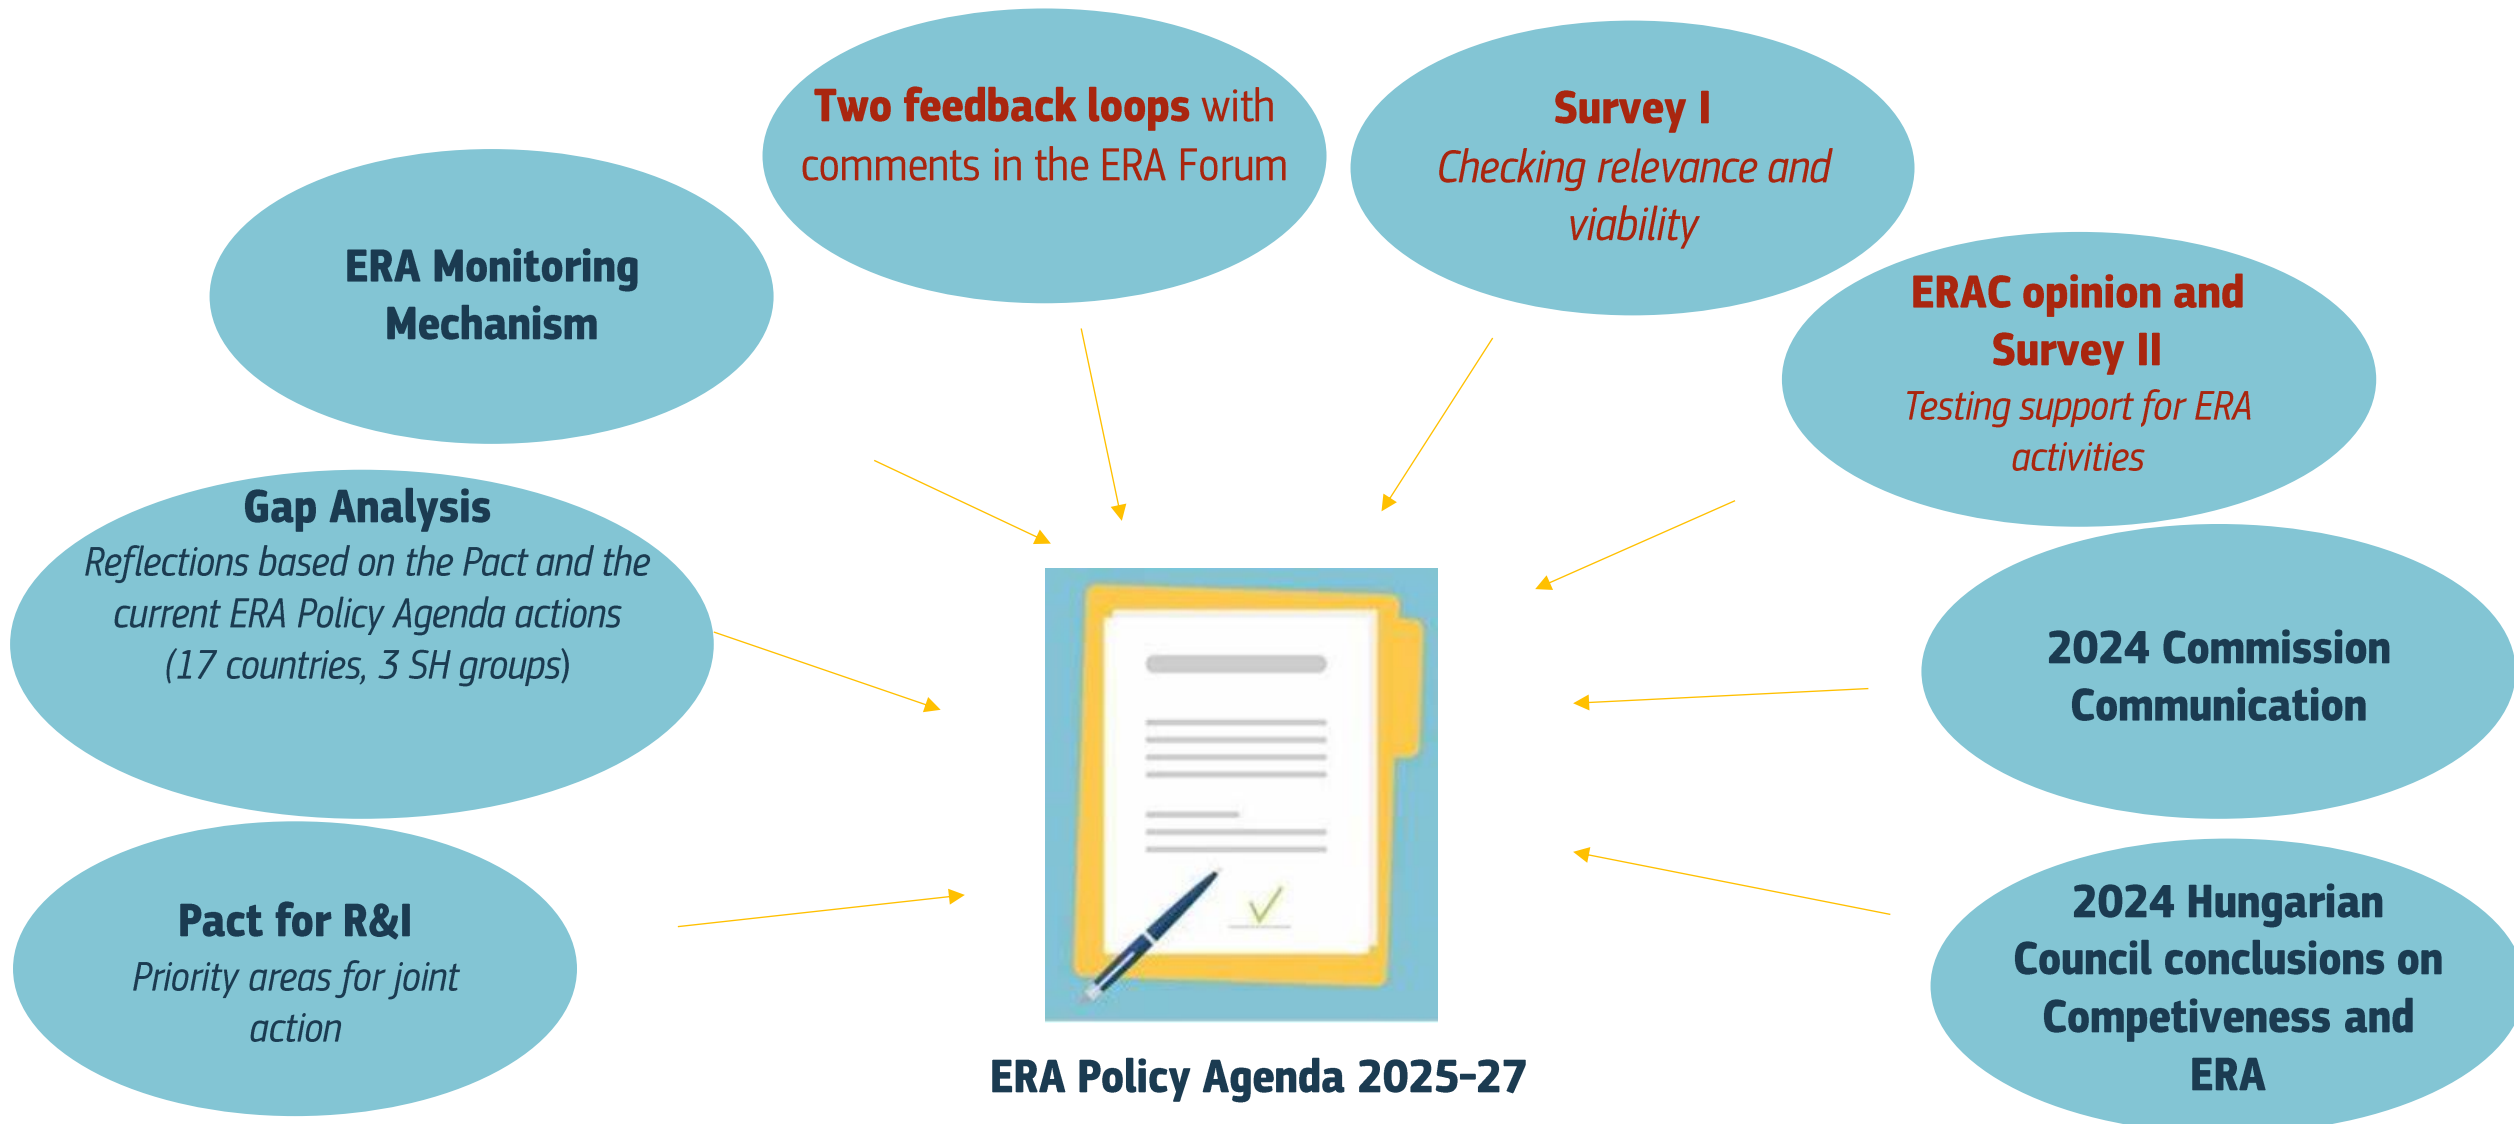 Two feedback loops with
comments in the ERA Forum
Survey I
Checking relevance and
viability
ERA Monitoring
Mechanism
ERAC opinion and
Survey II
Testing support for ERA
activities
Gap Analysis
Reflections based on the Pact and the
current ERA Policy Agenda actions
(17 countries, 3 SH groups)
2024 Commission
Communication
Pact for R&I
Priority areas for joint
action
2024 Hungarian
Council conclusions on
Competiveness and
ERA
ERA Policy Agenda 2025-27